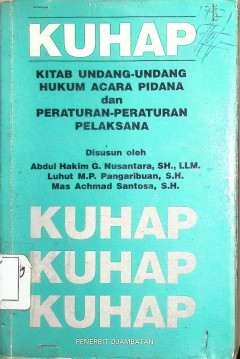 KUHAP
KITAB UNDANG-UNDANG
HUKUM ACARA PIDANA
dan
PERATURAN-PERATURAN
PELAKSANA
Disusun oleh
Abdul Hakim G. Nusantara, SH., LLM.
Luhut M.P. Pangaribuan, S.H.
Mas Achmad Santosa, S.H.
KUHAP
KUHAP
KUHAP
PENERBIT DJAMBATAN